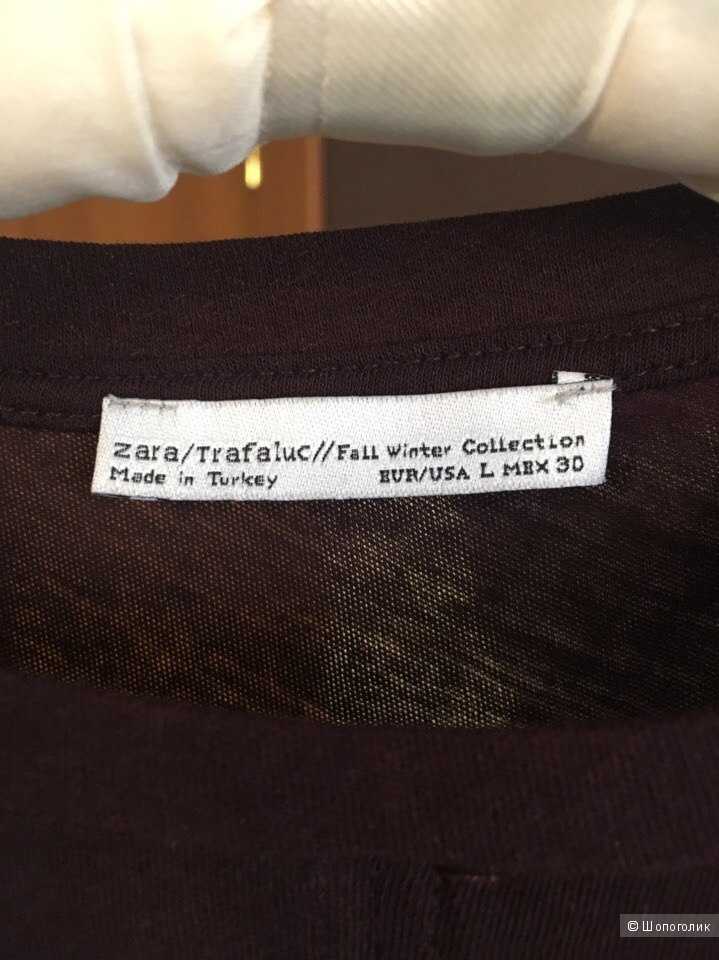 Zara/Trafaluc//Fall Winter Collection
Made in Turkey EUR/USA L MEX 30
© Шопоголик